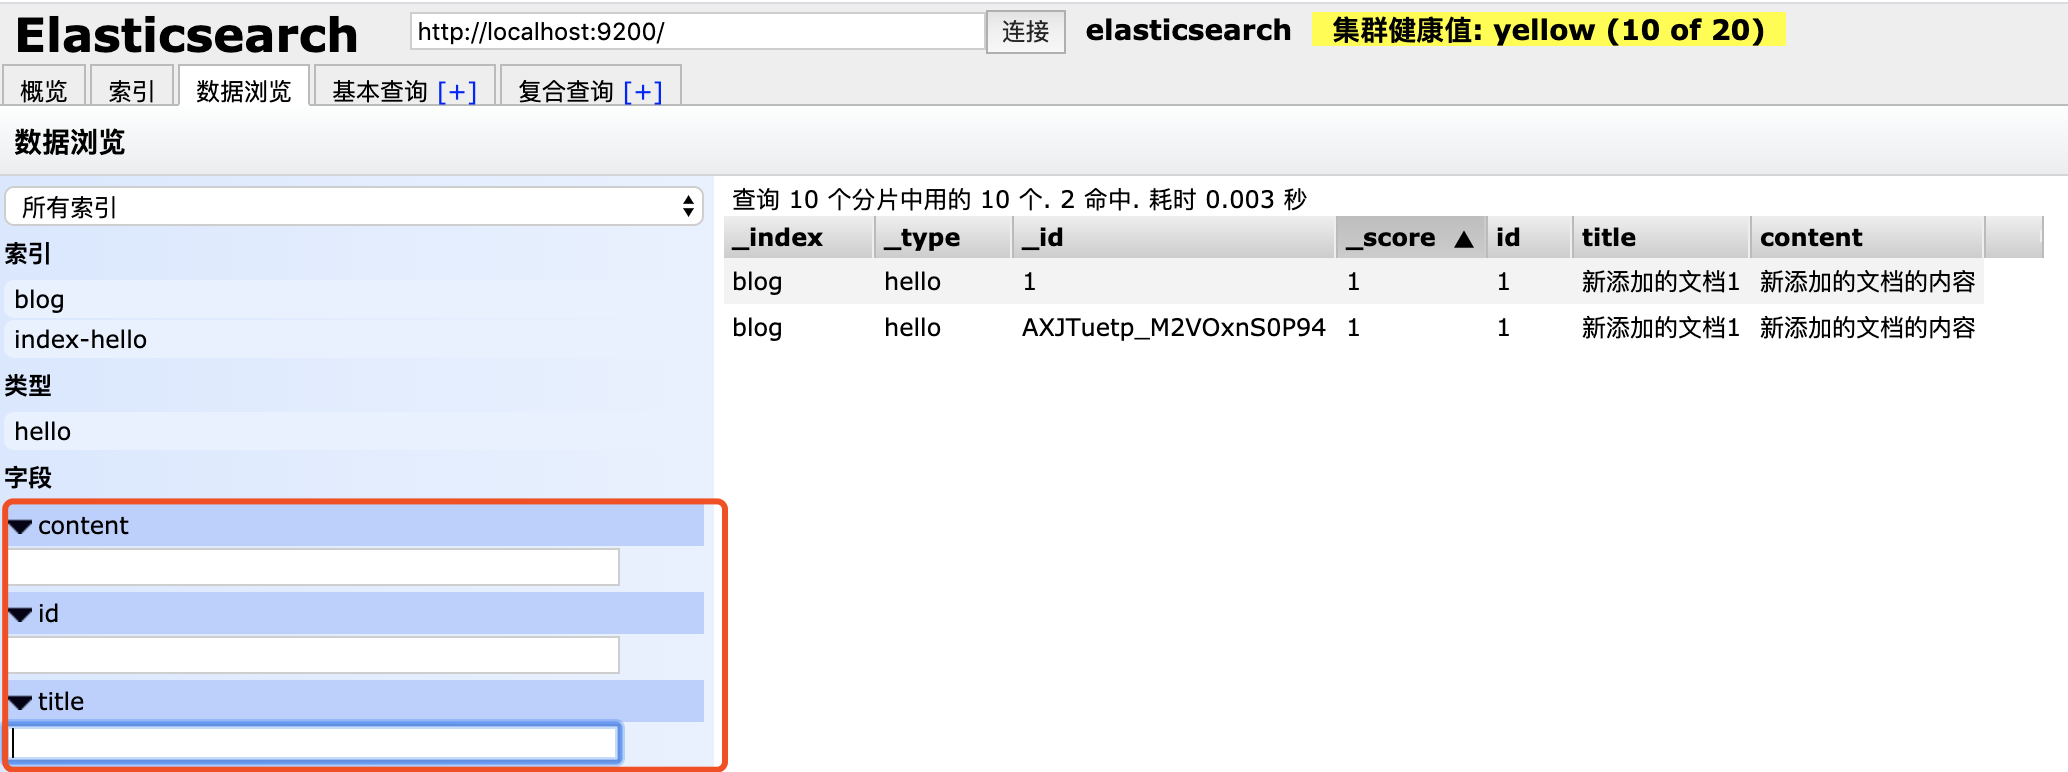 Elasticsearch http://localhost:9200/ 连接 elasticsearch 集群健康值: yellow (10 of 20)
概览 索引 数据浏览 基本查询 [+] 复合查询 [+]
数据浏览
所有索引
索引
blog
index-hello
类型
hello
字段
content
id
title
查询 10 个分片中用的 10 个. 2 命中. 耗时 0.003 秒
_index _type _id _score ▲ id title content
blog hello 1 1 1 新添加的文档1 新添加的文档的内容
blog hello AXJTuetp_M2VOxnS0P94 1 1 新添加的文档1 新添加的文档的内容